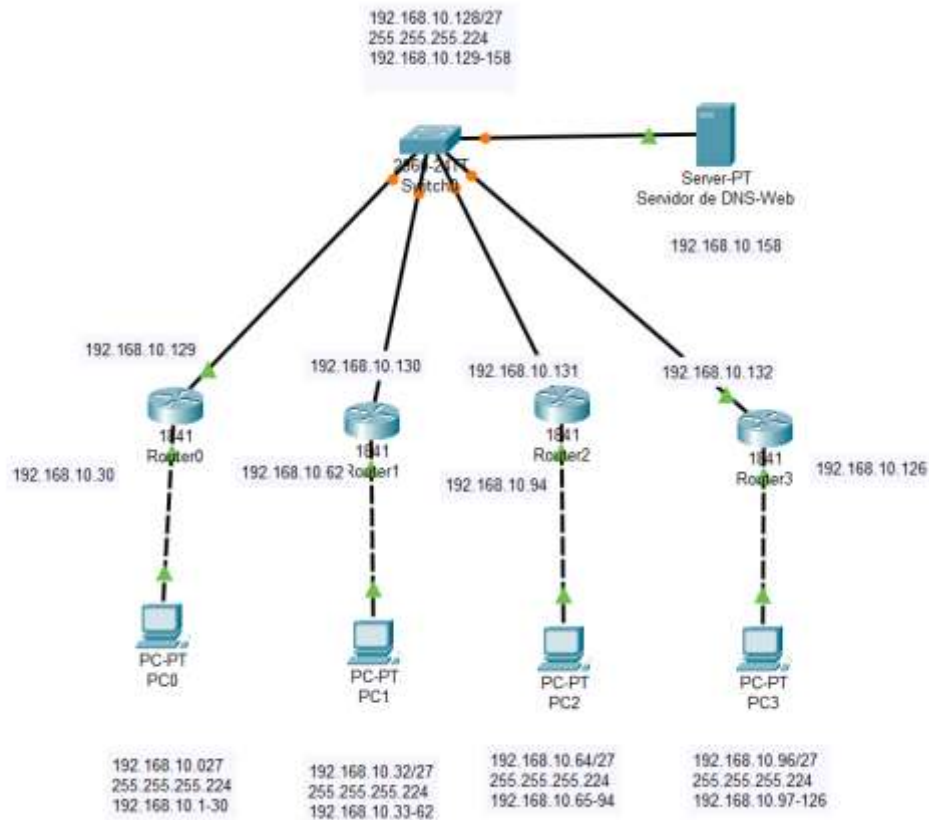 192.168.10.128/27
255.255.255.224
192.168.10.129-158
Switch0
Server-PT
Servidor de DNS-Web
192.168.10.158
192.168.10.129
192.168.10.130
192.168.10.131
192.168.10.132
1841
Router0
192.168.10.30
1841
Router1
192.168.10.62
1841
Router2
192.168.10.94
1841
Router3
192.168.10.126
PC-PT
PC0
PC-PT
PC1
PC-PT
PC2
PC-PT
PC3
192.168.10.027
255.255.255.224
192.168.10.1-30
192.168.10.32/27
255.255.255.224
192.168.10.33-62
192.168.10.64/27
255.255.255.224
192.168.10.65-94
192.168.10.96/27
255.255.255.224
192.168.10.97-126